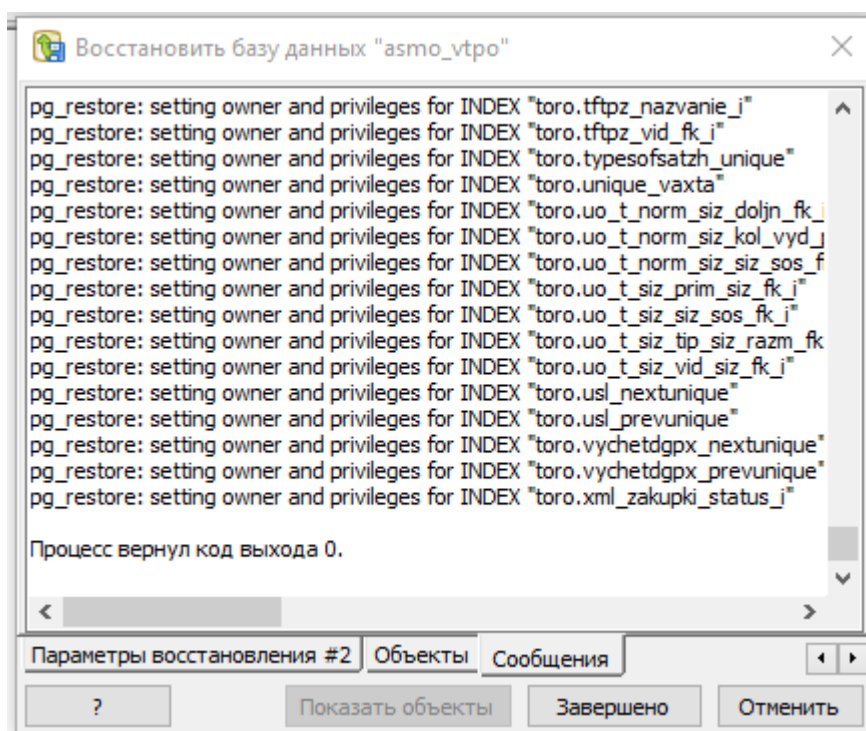 Восстановить базу данных "asmo_vtpo"
pg_restore: setting owner and privileges for INDEX "toro.tftpz_nazvanie_i"
pg_restore: setting owner and privileges for INDEX "toro.tftpz_vid_fk_i"
pg_restore: setting owner and privileges for INDEX "toro.typesofsatzh_unique"
pg_restore: setting owner and privileges for INDEX "toro.unique_vaxta"
pg_restore: setting owner and privileges for INDEX "toro.uo_t_norm_siz_doljn_fk_
pg_restore: setting owner and privileges for INDEX "toro.uo_t_norm_siz_kol_vyd_
pg_restore: setting owner and privileges for INDEX "toro.uo_t_norm_siz_siz_sos_f
pg_restore: setting owner and privileges for INDEX "toro.uo_t_siz_prim_siz_fk_i"
pg_restore: setting owner and privileges for INDEX "toro.uo_t_siz_siz_sos_fk_i"
pg_restore: setting owner and privileges for INDEX "toro.uo_t_siz_tip_siz_razm_fk
pg_restore: setting owner and privileges for INDEX "toro.uo_t_siz_vid_siz_fk_i"
pg_restore: setting owner and privileges for INDEX "toro.usl_nextunique"
pg_restore: setting owner and privileges for INDEX "toro.usl_prevunique"
pg_restore: setting owner and privileges for INDEX "toro.vychetdgpx_nextunique"
pg_restore: setting owner and privileges for INDEX "toro.vychetdgpx_prevunique"
pg_restore: setting owner and privileges for INDEX "toro.xml_zakupki_status_i"
Процесс вернул код выхода 0.
Параметры восстановления #2 Объекты Сообщения
? Показать объекты Завершено Отменить